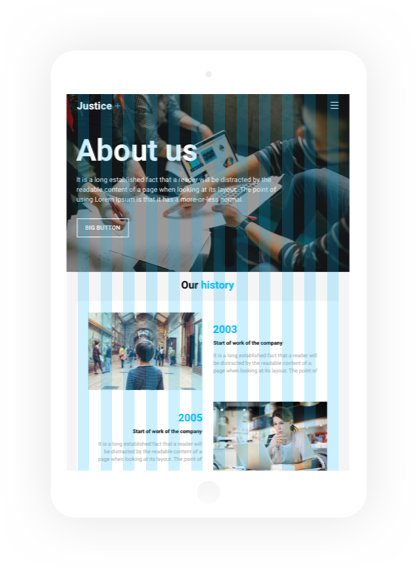 Justice +
About us
It is a long established fact that a reader will be distracted by the
readable content of a page when looking at its layout. The point of
using Lorem Ipsum is that it has a more-or-less normal
BIG BUTTON
Our history
2003
Start of work of the company
It is a long established fact that a reader will
be distracted by the readable content of a
page when looking at its layout. The point of
2005
Start of work of the company
It is a long established fact that a reader will
be distracted by the readable content of a
page when looking at its layout. The point of